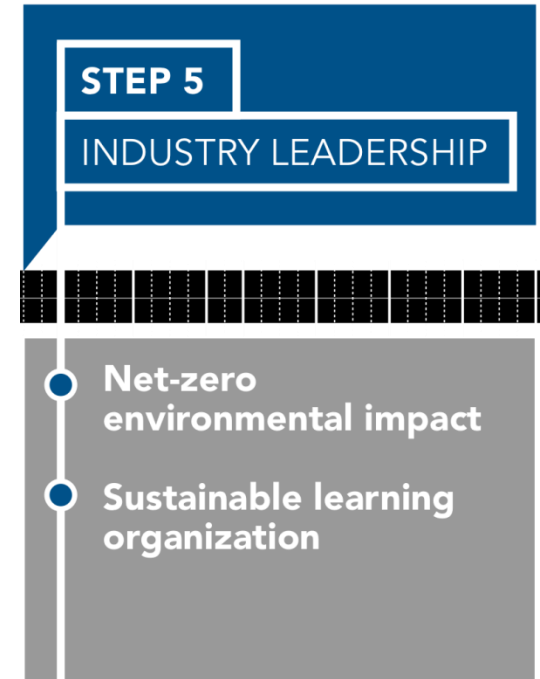 STEP 5
INDUSTRY LEADERSHIP
Net-zero
environmental impact
Sustainable learning
organization